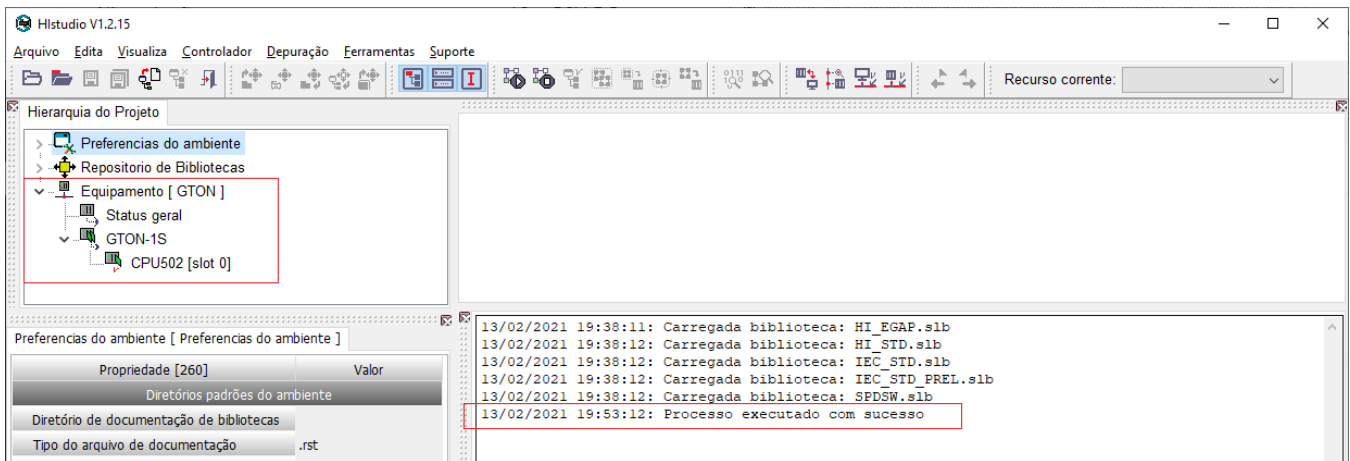 HIstudio V1.2.15
Arquivo Edita Visualiza Controlador Depuração Ferramentas Suporte
Recurso corrente:
Hierarquia do Projeto
Preferencias do ambiente
Repositorio de Bibliotecas
Equipamento [ GTON ]
Status geral
GTON-1S
CPU502 [slot 0]
Preferencias do ambiente [ Preferencias do ambiente ]
Propriedade [260] Valor
Diretórios padrões do ambiente
Diretório de documentação de bibliotecas
Tipo do arquivo de documentação .rst
13/02/2021 19:38:11: Carregada biblioteca: HI_EGAP.slb
13/02/2021 19:38:12: Carregada biblioteca: HI_STD.slb
13/02/2021 19:38:12: Carregada biblioteca: IEC_STD.slb
13/02/2021 19:38:12: Carregada biblioteca: IEC_STD_PREL.slb
13/02/2021 19:38:12: Carregada biblioteca: SPDSW.slb
13/02/2021 19:53:12: Processo executado com sucesso